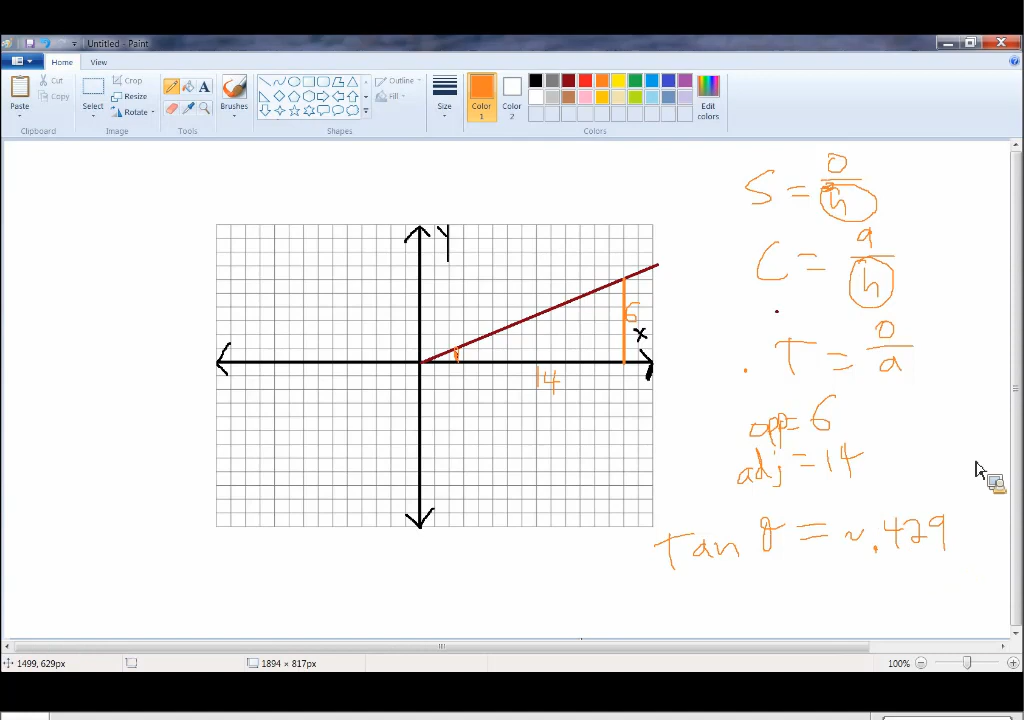 Untitled - Paint
Home View
Paste
Cut
Copy
Clipboard
Select
Crop
Resize
Rotate
Image
A
Tools
Brushes
Outline
Fill
Shapes
Size
Color 1
Color 2
Edit colors
Colors
Y
x
6
14
S = o/h
C = a/h
T = o/a
opp= 6
adj = 14
Tan θ = ~.429
1499, 629px
1894 × 817px
100%